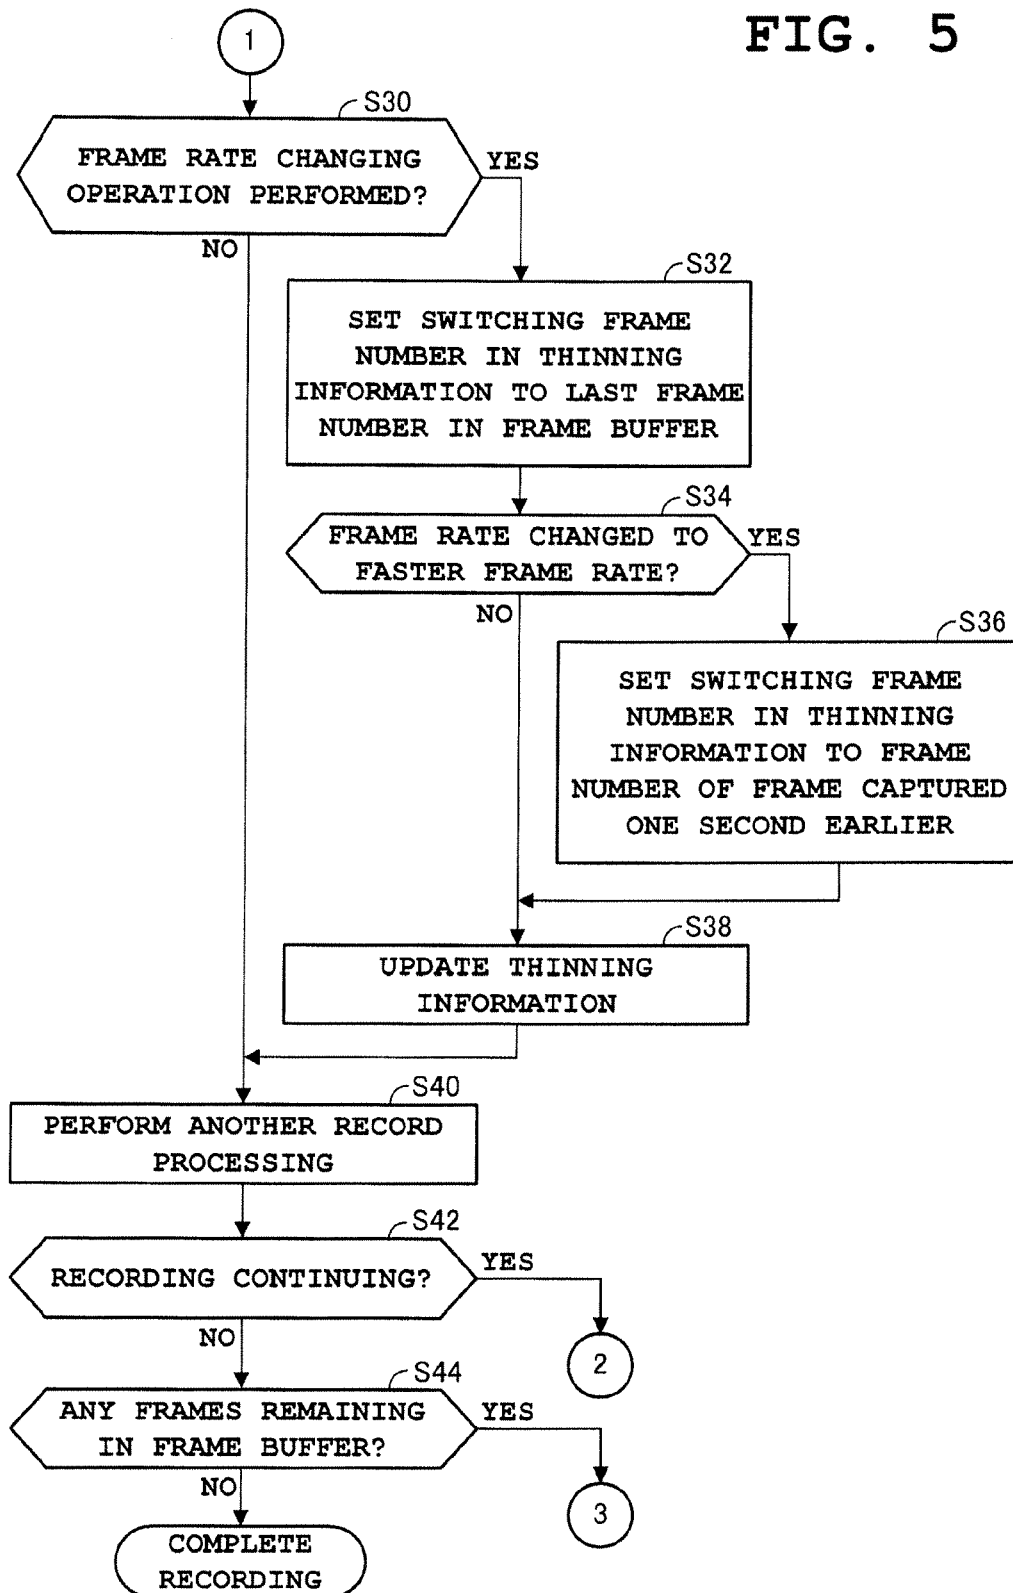 FIG. 5
1
S30
FRAME RATE CHANGING
OPERATION PERFORMED?
YES
NO
S32
SET SWITCHING FRAME
NUMBER IN THINNING
INFORMATION TO LAST FRAME
NUMBER IN FRAME BUFFER
S34
FRAME RATE CHANGED TO
FASTER FRAME RATE?
YES
NO
S36
SET SWITCHING FRAME
NUMBER IN THINNING
INFORMATION TO FRAME
NUMBER OF FRAME CAPTURED
ONE SECOND EARLIER
S38
UPDATE THINNING
INFORMATION
S40
PERFORM ANOTHER RECORD
PROCESSING
S42
RECORDING CONTINUING?
YES
NO
2
S44
ANY FRAMES REMAINING
IN FRAME BUFFER?
YES
NO
3
COMPLETE
RECORDING